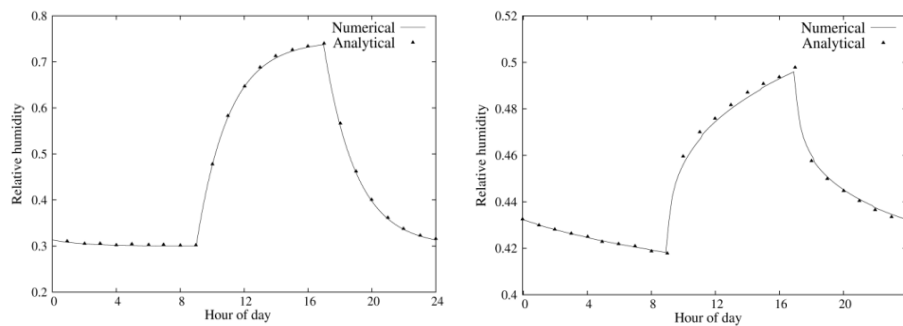 0.8
0.7
0.6
0.5
0.4
0.3
0.2
Relative humidity
Numerical
Analytical
0 4 8 12 16 20 24
Hour of day
0.52
0.5
0.48
0.46
0.44
0.42
0.4
Relative humidity
Numerical
Analytical
0 4 8 12 16 20
Hour of day